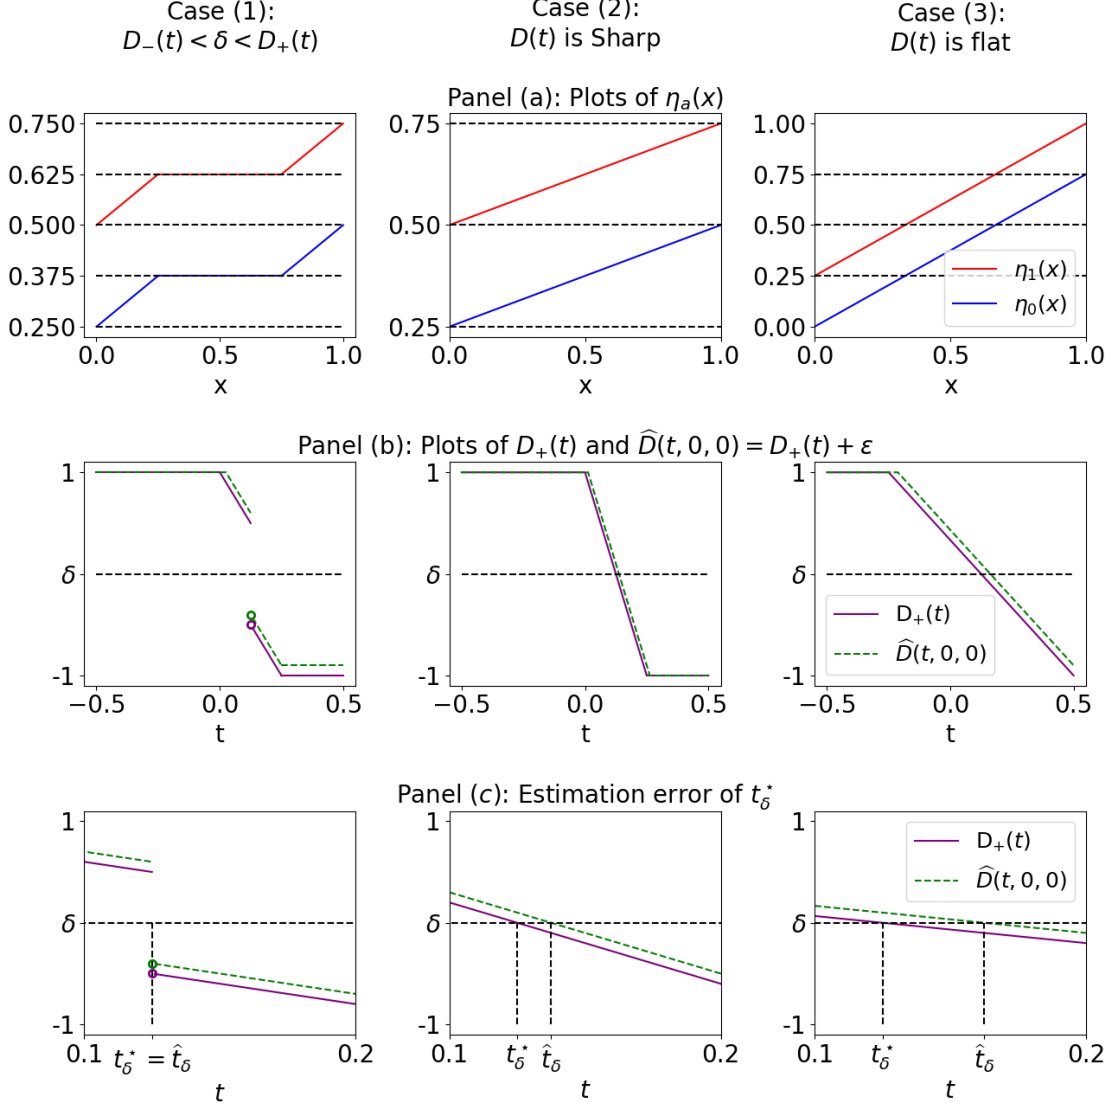 Case (1):
D₋(t) < δ < D₊(t)
Case (2):
D(t) is Sharp
Case (3):
D(t) is flat
Panel (a): Plots of ηₐ(x)
0.750
0.625
0.500
0.375
0.250
0.0
0.5
1.0
x
0.75
0.50
0.25
0.0
0.5
1.0
x
1.00
0.75
0.50
0.25
0.00
η₁(x)
η₀(x)
0.0
0.5
1.0
x
Panel (b): Plots of D₊(t) and D̂(t, 0, 0) = D₊(t) + ε
1
δ
-1
−0.5
0.0
0.5
t
1
δ
-1
−0.5
0.0
0.5
t
1
δ
-1
D₊(t)
D̂(t, 0, 0)
−0.5
0.0
0.5
t
Panel (c): Estimation error of t*_δ
1
δ
-1
0.1
t*_δ = t̂_δ
0.2
t
1
δ
-1
0.1
t*_δ
t̂_δ
0.2
t
1
δ
-1
D₊(t)
D̂(t, 0, 0)
0.1
t*_δ
t̂_δ
0.2
t